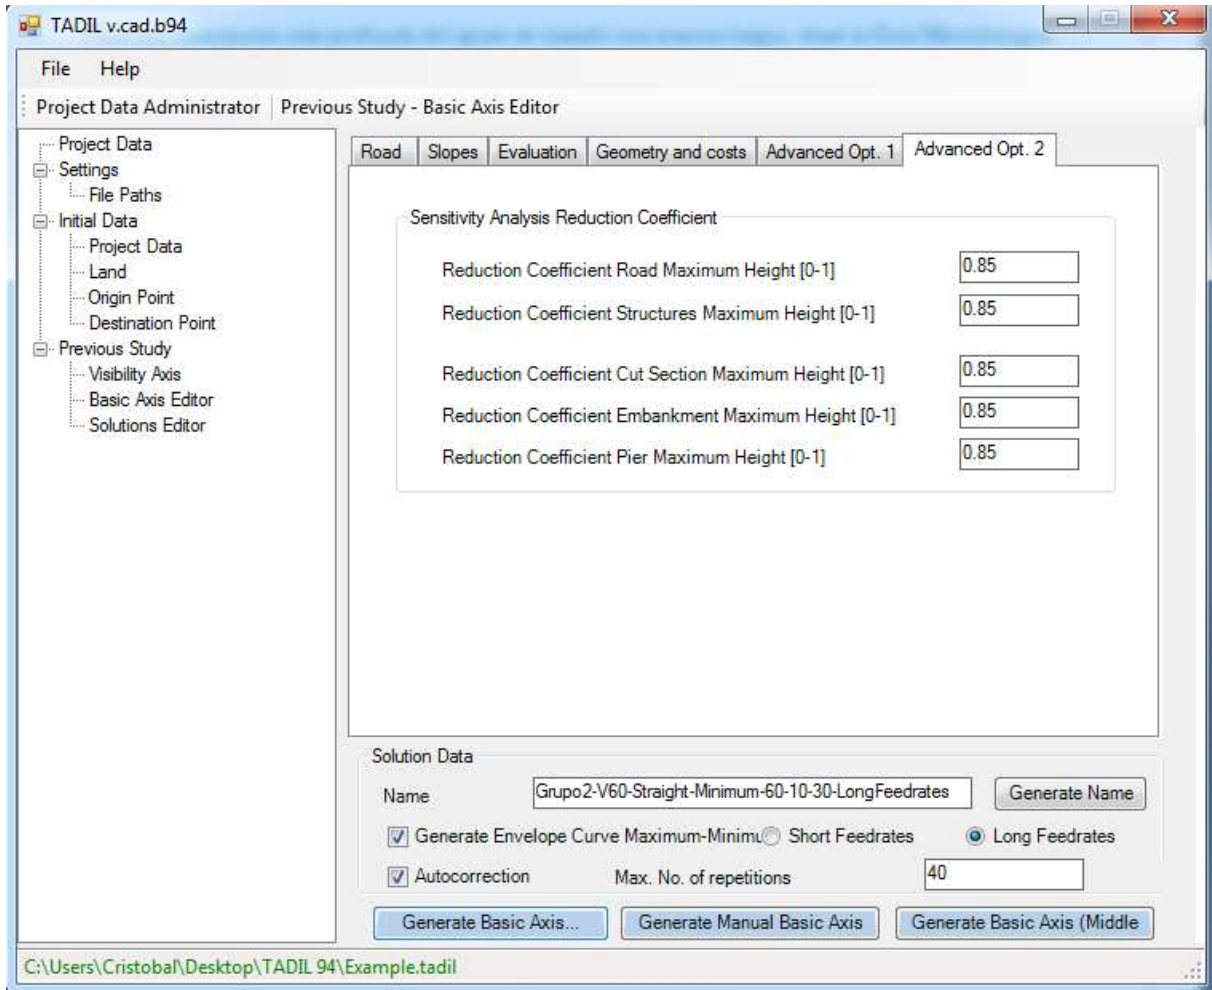 TADIL v.cad.b94
File Help
Project Data Administrator Previous Study - Basic Axis Editor
Project Data
Settings
File Paths
Initial Data
Project Data
Land
Origin Point
Destination Point
Previous Study
Visibility Axis
Basic Axis Editor
Solutions Editor
Road Slopes Evaluation Geometry and costs Advanced Opt. 1 Advanced Opt. 2
Sensitivity Analysis Reduction Coefficient
Reduction Coefficient Road Maximum Height [0-1] 0.85
Reduction Coefficient Structures Maximum Height [0-1] 0.85
Reduction Coefficient Cut Section Maximum Height [0-1] 0.85
Reduction Coefficient Embankment Maximum Height [0-1] 0.85
Reduction Coefficient Pier Maximum Height [0-1] 0.85
Solution Data
Name Grupo2-V60-Straight-Minimum-60-10-30-LongFeedrates Generate Name
Generate Envelope Curve Maximum-Minimu Short Feedrates Long Feedrates
Autocorrection Max. No. of repetitions 40
Generate Basic Axis... Generate Manual Basic Axis Generate Basic Axis (Middle
C:\Users\Cristobal\Desktop\TADIL 94\Example.tadil